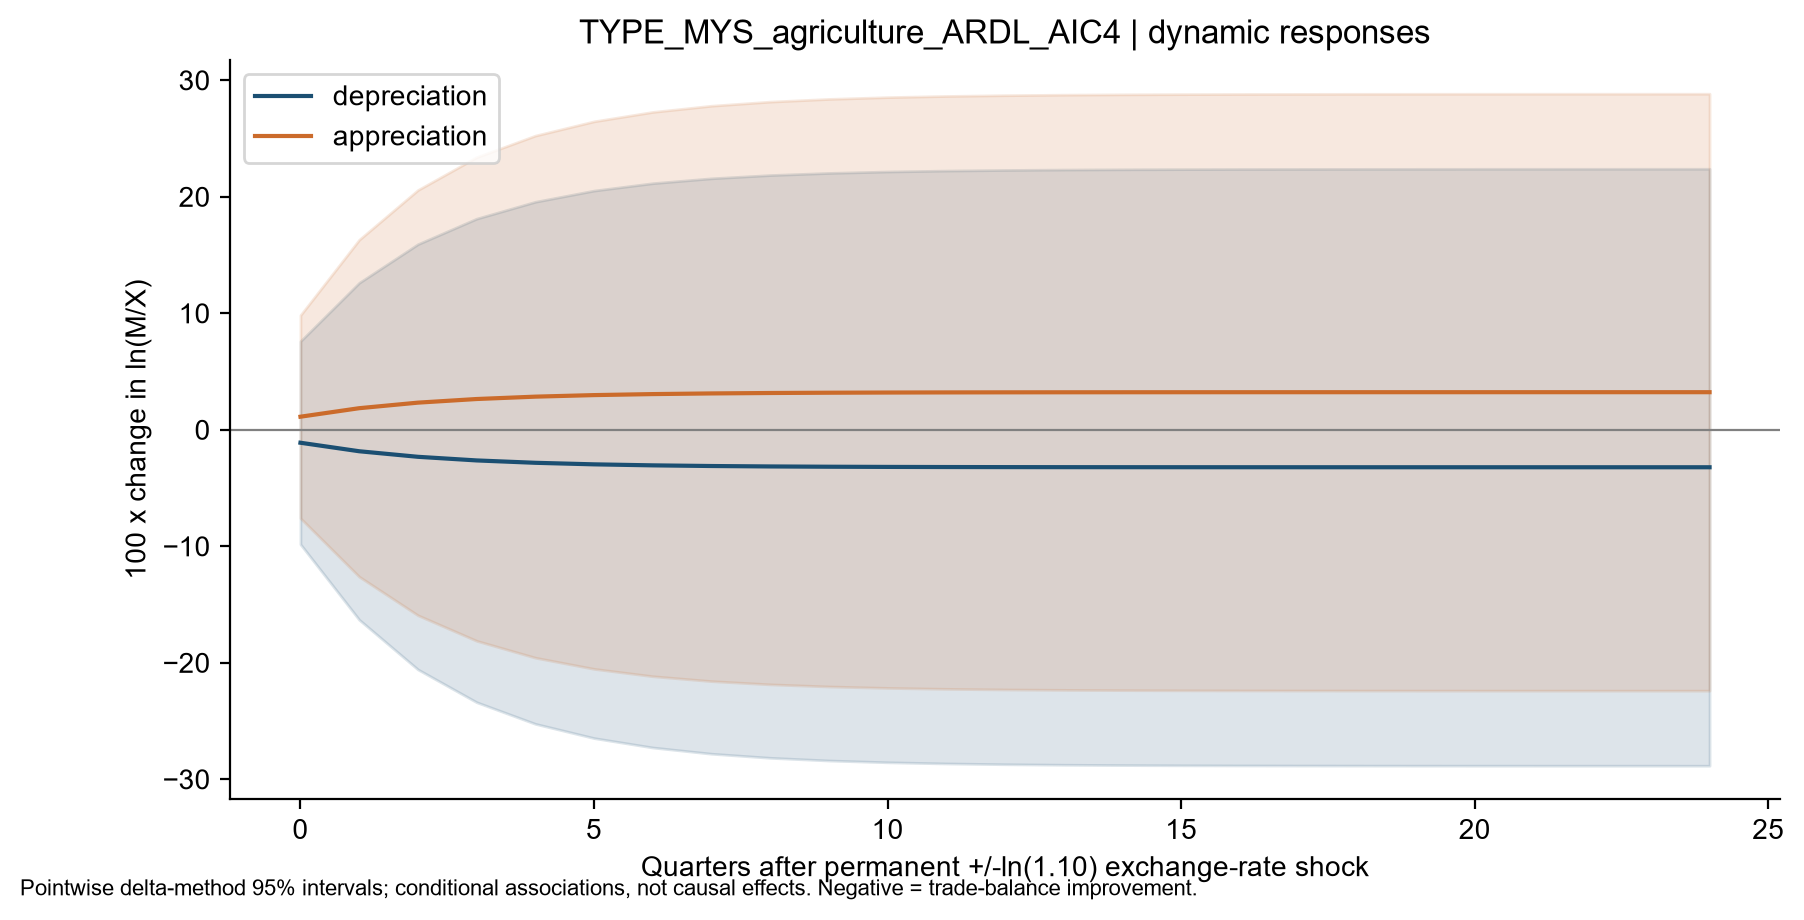 TYPE_MYS_agriculture_ARDL_AIC4 | dynamic responses
depreciation
appreciation
100 x change in ln(M/X)
30
20
10
0
−10
−20
−30
0
5
10
15
20
25
Quarters after permanent +/-ln(1.10) exchange-rate shock
Pointwise delta-method 95% intervals; conditional associations, not causal effects. Negative = trade-balance improvement.